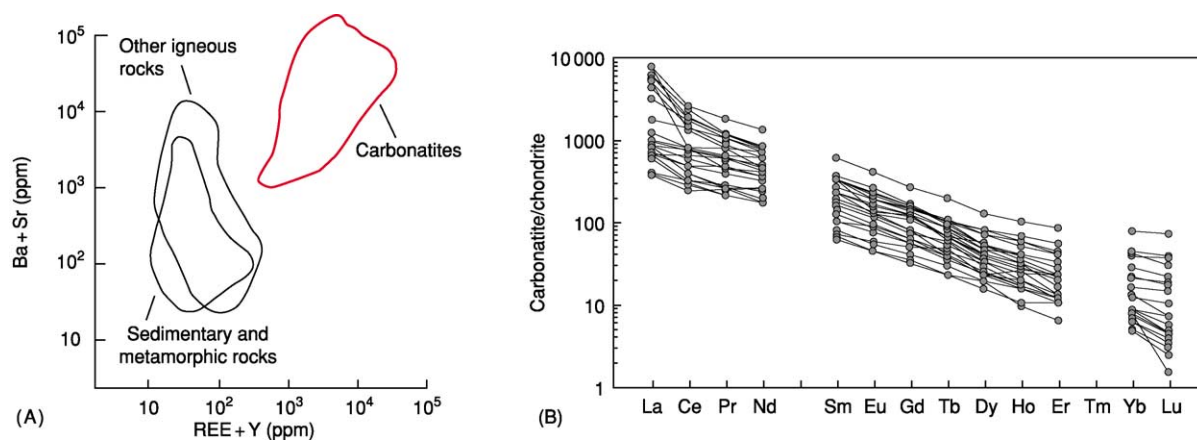 10⁵
10⁴
10³
10²
10
Ba + Sr (ppm)
Other igneous
rocks
Carbonatites
Sedimentary and
metamorphic rocks
10 10² 10³ 10⁴ 10⁵
(A) REE + Y (ppm)
10 000
1000
100
10
1
Carbonatite/chondrite
La Ce Pr Nd Sm Eu Gd Tb Dy Ho Er Tm Yb Lu
(B)